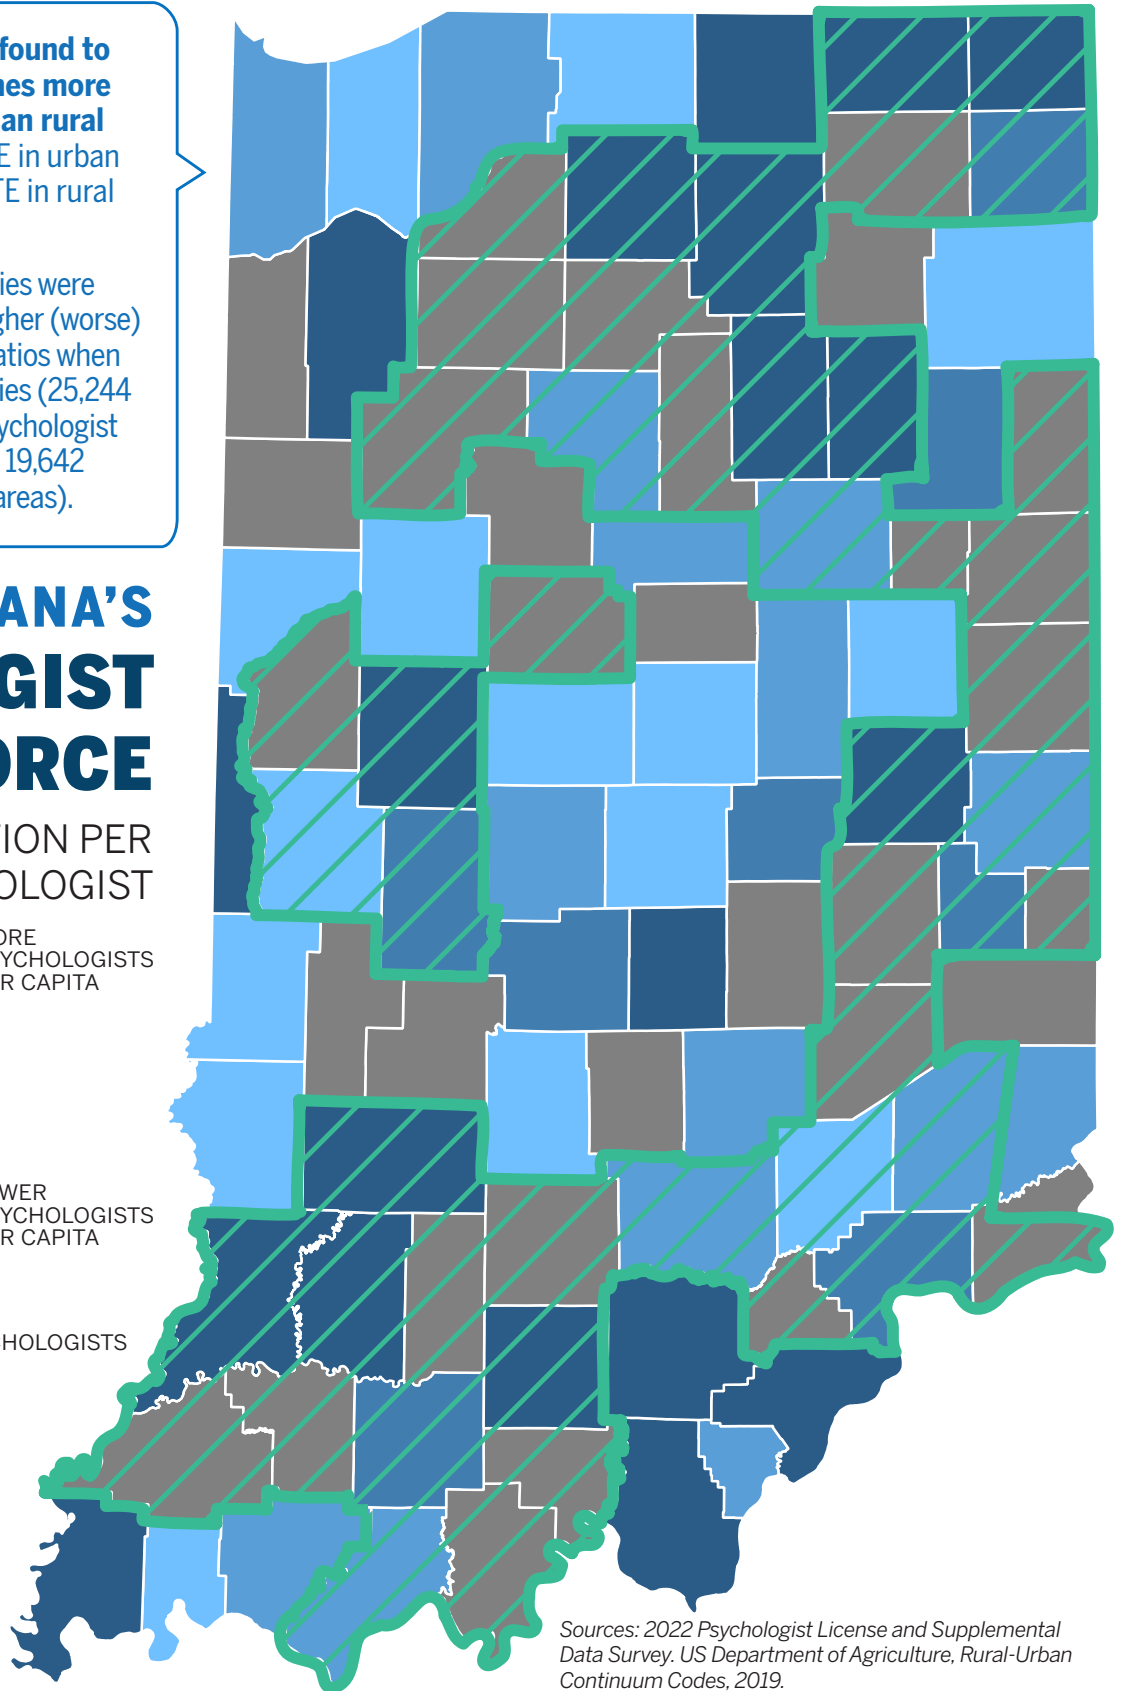 found to
nes more
an rural
E in urban
TE in rural
ies were
gher (worse)
atios when
ies (25,244
ychologist
19,642
areas).
ANA'S
GIST
ORCE
TION PER
OLOGIST
ORE
YCHOLOGISTS
R CAPITA
WER
YCHOLOGISTS
R CAPITA
CHOLOGISTS
Sources: 2022 Psychologist License and Supplemental
Data Survey. US Department of Agriculture, Rural-Urban
Continuum Codes, 2019.